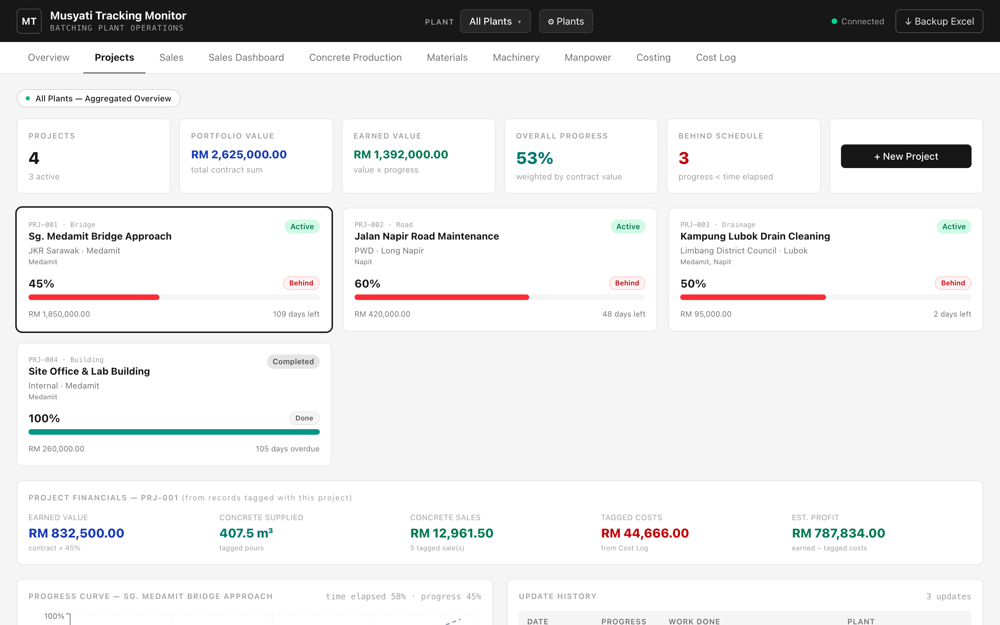 MT
Musyati Tracking Monitor
BATCHING PLANT OPERATIONS
PLANT
All Plants ▾
⚙ Plants
Connected
↓ Backup Excel
Overview
Projects
Sales
Sales Dashboard
Concrete Production
Materials
Machinery
Manpower
Costing
Cost Log
All Plants — Aggregated Overview
PROJECTS
4
3 active
PORTFOLIO VALUE
RM 2,625,000.00
total contract sum
EARNED VALUE
RM 1,392,000.00
value × progress
OVERALL PROGRESS
53%
weighted by contract value
BEHIND SCHEDULE
3
progress < time elapsed
+ New Project
PRJ-001 · Bridge
Active
Sg. Medamit Bridge Approach
JKR Sarawak · Medamit
Medamit
45%
Behind
RM 1,850,000.00
109 days left
PRJ-002 · Road
Active
Jalan Napir Road Maintenance
PWD · Long Napir
Napit
60%
Behind
RM 420,000.00
48 days left
PRJ-003 · Drainage
Active
Kampung Lubok Drain Cleaning
Limbang District Council · Lubok
Medamit, Napit
50%
Behind
RM 95,000.00
2 days left
PRJ-004 · Building
Completed
Site Office & Lab Building
Internal · Medamit
Medamit
100%
Done
RM 260,000.00
105 days overdue
PROJECT FINANCIALS — PRJ-001 (from records tagged with this project)
EARNED VALUE
RM 832,500.00
contract × 45%
CONCRETE SUPPLIED
407.5 m³
tagged pours
CONCRETE SALES
RM 12,961.50
5 tagged sale(s)
TAGGED COSTS
RM 44,666.00
from Cost Log
EST. PROFIT
RM 787,834.00
earned − tagged costs
PROGRESS CURVE — SG. MEDAMIT BRIDGE APPROACH
time elapsed 58% · progress 45%
100%
UPDATE HISTORY
3 updates
DATE
PROGRESS
WORK DONE
PLANT